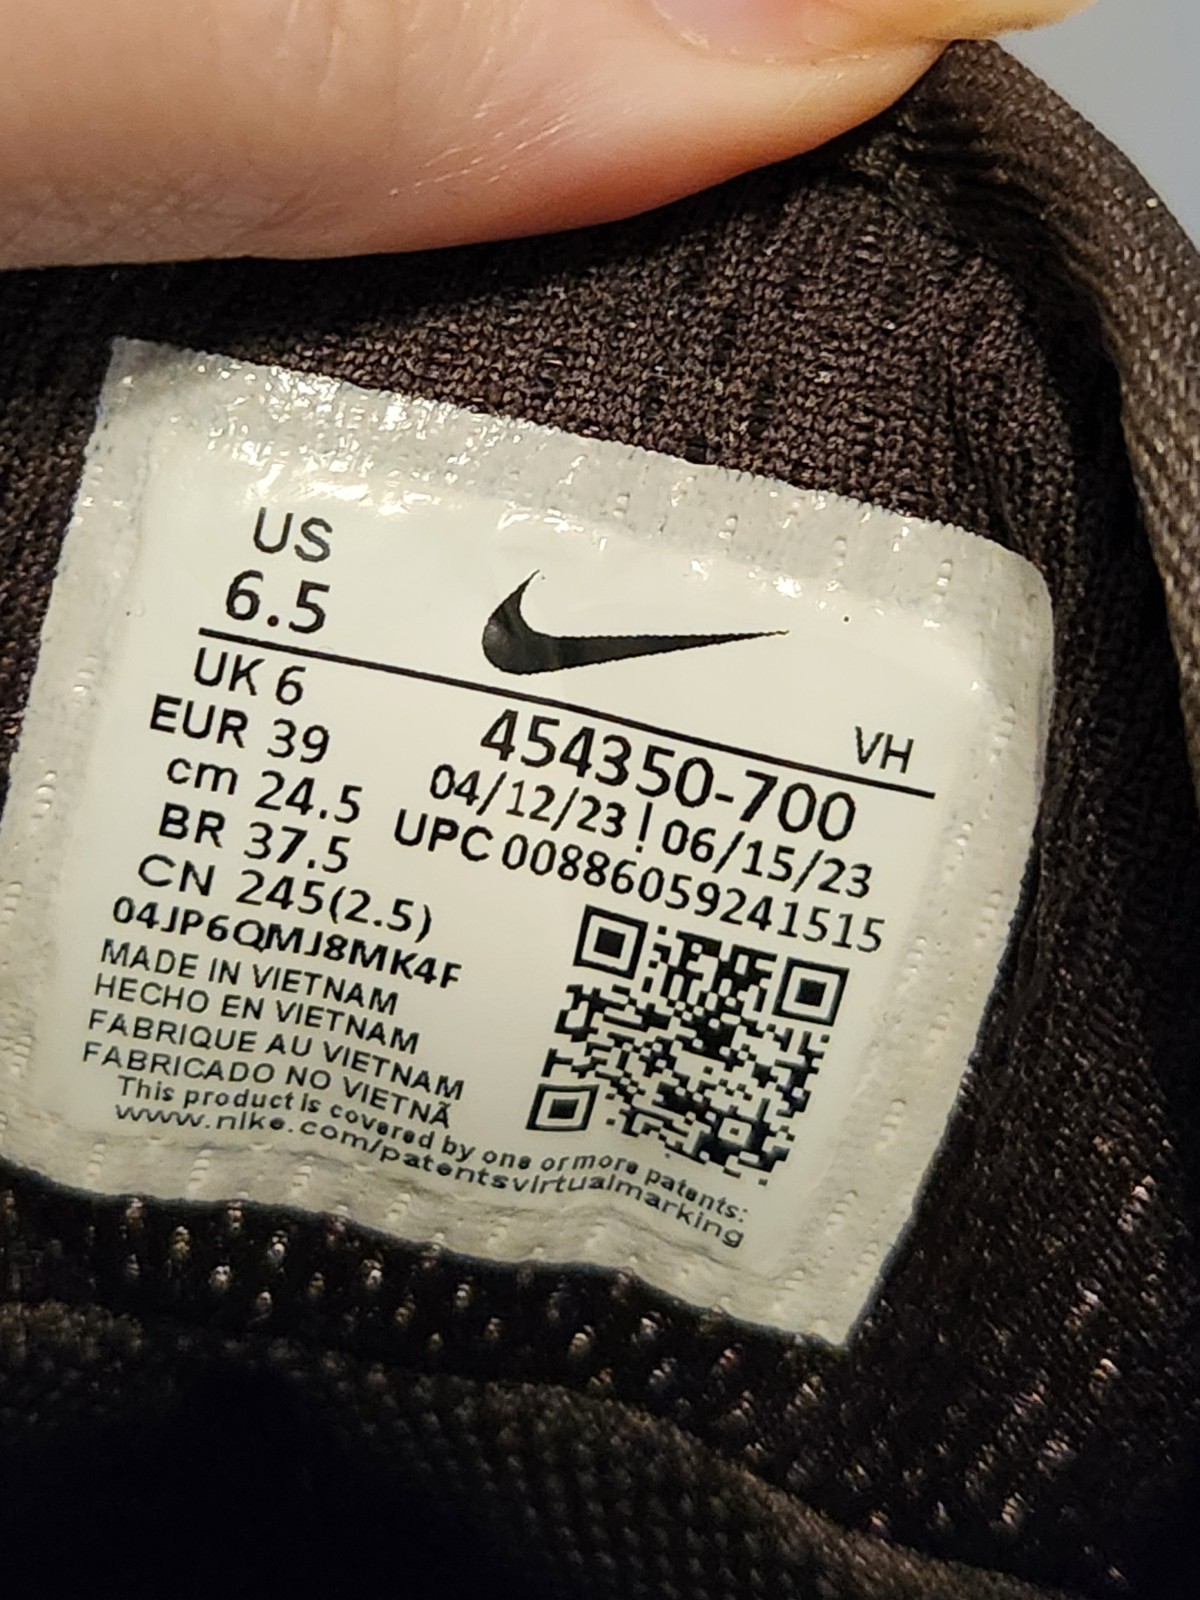 US
6.5
VH
UK 6
EUR 39
cm 24.5
BR 37.5
CN 245(2.5)
454350-700
04/12/23 | 06/15/23
UPC 00886059241515
04JP6QMJ8MK4F
MADE IN VIETNAM
HECHO EN VIETNAM
FABRIQUE AU VIETNAM
FABRICADO NO VIETNÃ
This product is covered by one or more patents:
www.nike.com/patentsvirtualmarking